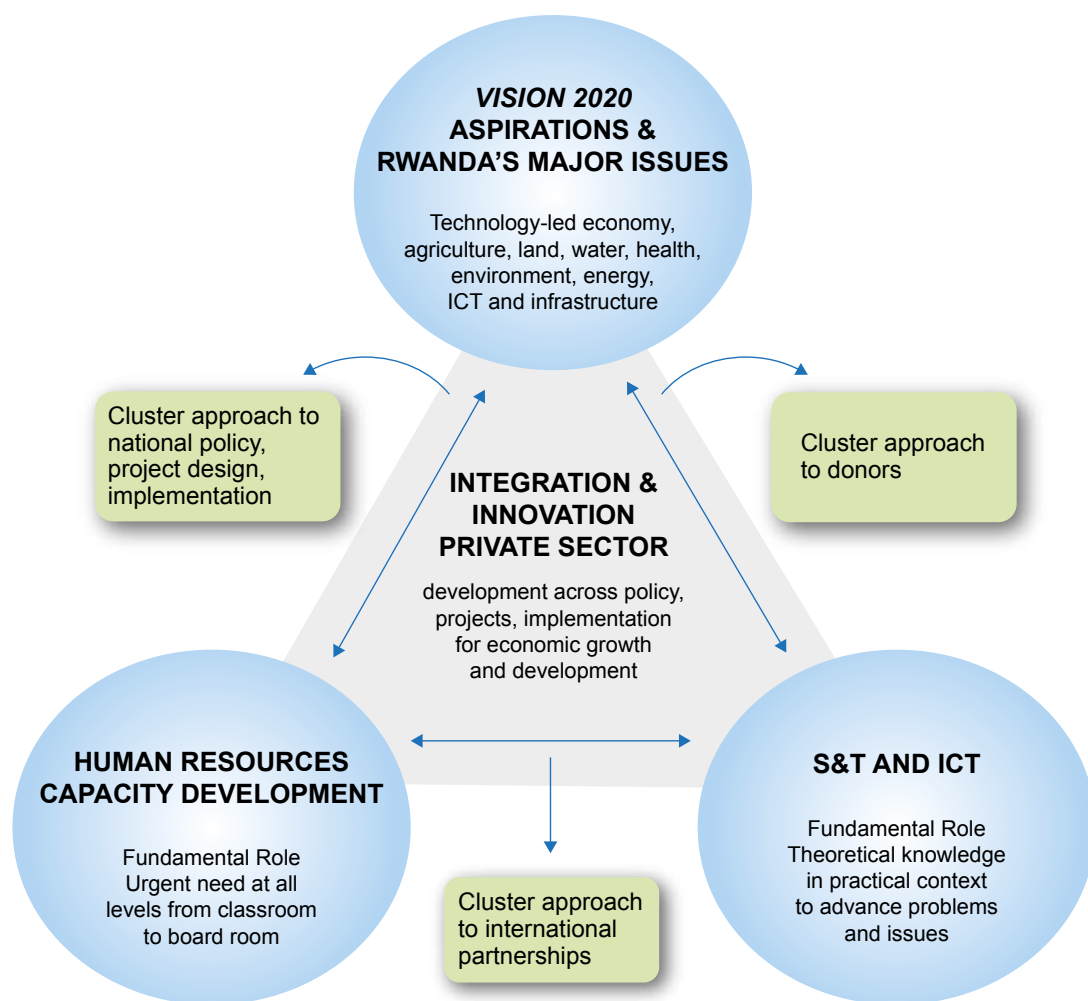 VISION 2020
ASPIRATIONS &
RWANDA'S MAJOR ISSUES
Technology-led economy,
agriculture, land, water, health,
environment, energy,
ICT and infrastructure
Cluster approach to
national policy,
project design,
implementation
Cluster approach
to donors
INTEGRATION &
INNOVATION
PRIVATE SECTOR
development across policy,
projects, implementation
for economic growth
and development
HUMAN RESOURCES
CAPACITY DEVELOPMENT
Fundamental Role
Urgent need at all
levels from classroom
to board room
Cluster approach
to international
partnerships
S&T AND ICT
Fundamental Role
Theoretical knowledge
in practical context
to advance problems
and issues